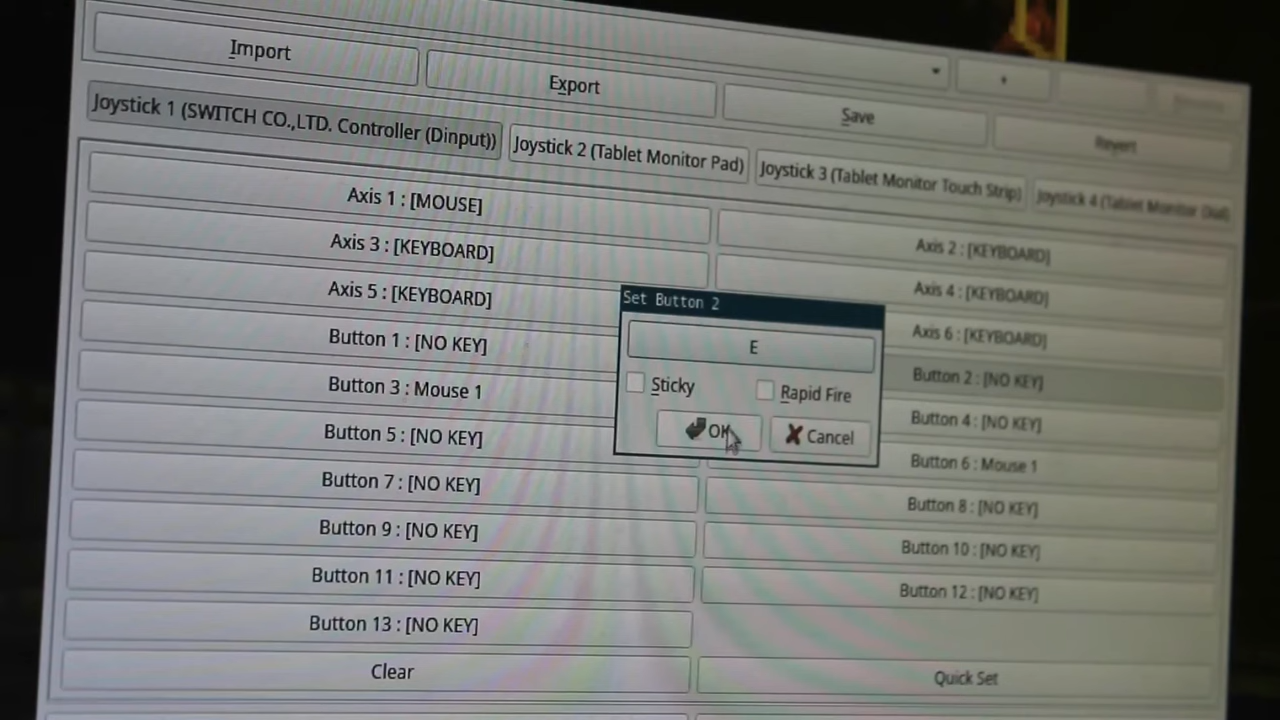 Import
Export
Save
Revert
Joystick 1 (SWITCH CO.,LTD. Controller (Dinput))
Joystick 2 (Tablet Monitor Pad)
Joystick 3 (Tablet Monitor Touch Strip)
Joystick 4 (Tablet Monitor Dial)
Axis 1 : [MOUSE]
Axis 2 : [KEYBOARD]
Axis 3 : [KEYBOARD]
Axis 4 : [KEYBOARD]
Axis 5 : [KEYBOARD]
Axis 6 : [KEYBOARD]
Button 1 : [NO KEY]
Button 2 : [NO KEY]
Button 3 : Mouse 1
Button 4 : [NO KEY]
Button 5 : [NO KEY]
Button 6 : Mouse 1
Button 7 : [NO KEY]
Button 8 : [NO KEY]
Button 9 : [NO KEY]
Button 10 : [NO KEY]
Button 11 : [NO KEY]
Button 12 : [NO KEY]
Button 13 : [NO KEY]
Clear
Quick Set
Set Button 2
E
Sticky
Rapid Fire
OK
Cancel